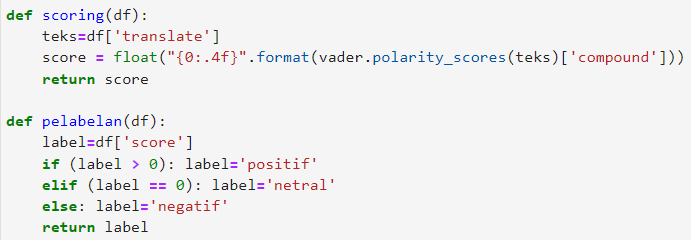 def scoring(df):
    teks=df['translate']
    score = float("{0:.4f}".format(vader.polarity_scores(teks)['compound']))
    return score

def pelabelan(df):
    label=df['score']
    if (label > 0): label='positif'
    elif (label == 0): label='netral'
    else: label='negatif'
    return label